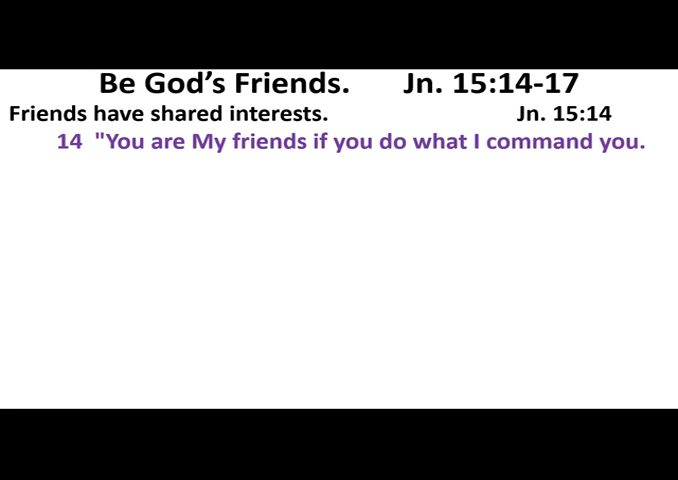 Be God's Friends. Jn. 15:14-17
Friends have shared interests. Jn. 15:14
14 "You are My friends if you do what I command you.